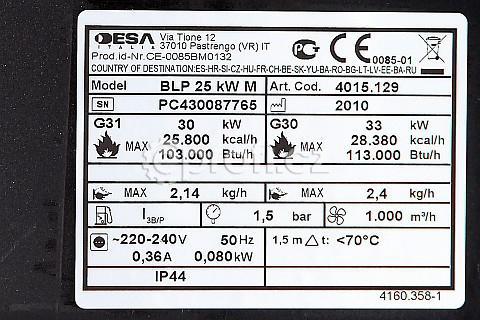 DESA
ITALIA
Via Tione 12
37010 Pastrengo (VR) IT
Prod.id-Nr.CE-0085BM0132
CE 0085-01
COUNTRY OF DESTINATION:ES-HR-SI-CZ-HU-FR-CH-BE-SK-YU-BA-RO-BG-LT-LV-EE-BA-RU
Model BLP 25 kW M Art. Cod. 4015.129
SN PC430087765 2010
G31 30 kW G30 33 kW
MAX 25.800 kcal/h MAX 28.380 kcal/h
103.000 Btu/h 113.000 Btu/h
MAX 2,14 kg/h MAX 2,4 kg/h
I3B/P 1,5 bar 1.000 m³/h
~220-240V 50Hz 1,5 m △ t: <70°C
0,36A 0,080kW
IP44
4160.358-1